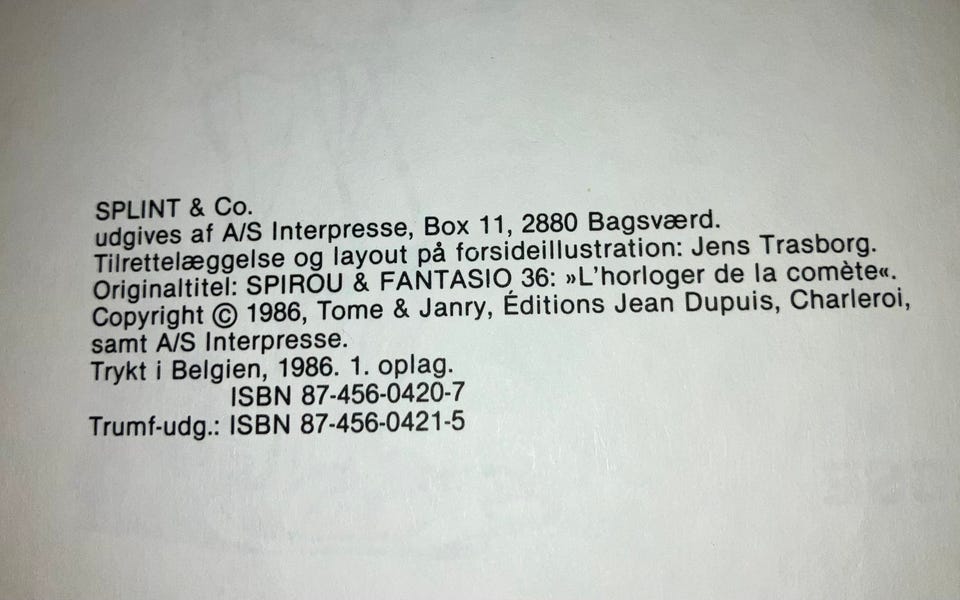 SPLINT & Co.
udgives af A/S Interpresse, Box 11, 2880 Bagsværd.
Tilrettelæggelse og layout på forsideillustration: Jens Trasborg.
Originaltitel: SPIROU & FANTASIO 36: »L'horloger de la comète«.
Copyright © 1986, Tome & Janry, Éditions Jean Dupuis, Charleroi,
samt A/S Interpresse.
Trykt i Belgien, 1986. 1. oplag.
ISBN 87-456-0420-7
Trumf-udg.: ISBN 87-456-0421-5